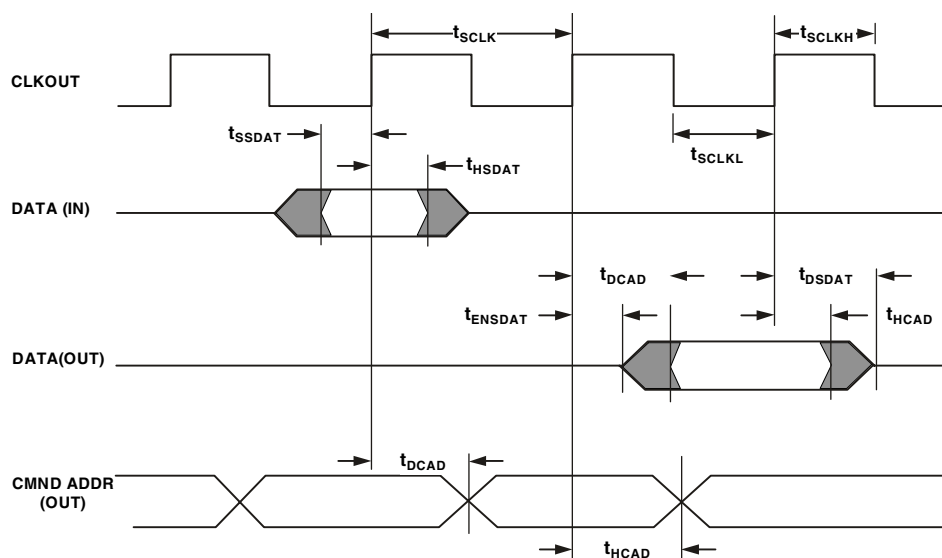 tSCLK
tSCLKH
CLKOUT
tSSDAT
tSCLKL
tHSDAT
DATA (IN)
tDCAD
tDSDAT
tENSDAT
tHCAD
DATA(OUT)
tDCAD
CMND ADDR
(OUT)
tHCAD